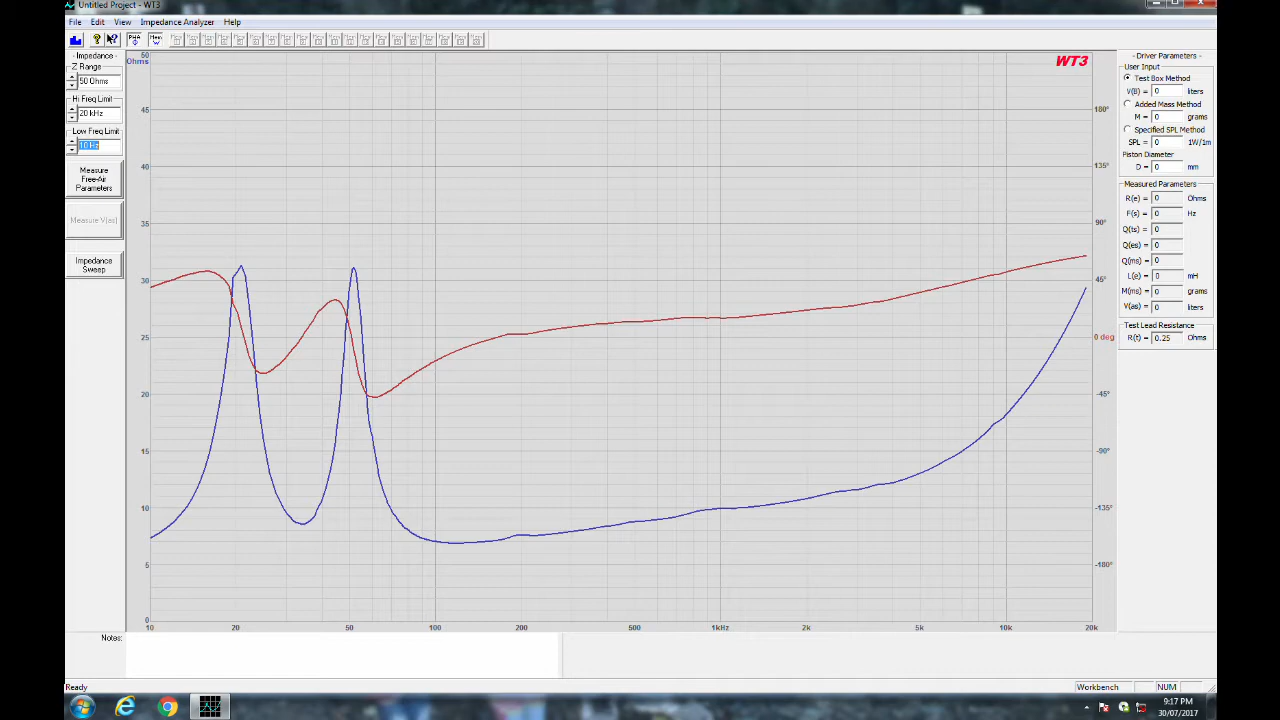 Untitled Project - WT3
File Edit View Impedance Analyzer Help
PHA Mem
- Impedance -
Z Range
50 Ohms
Hi Freq Limit
20 kHz
Low Freq Limit
10 Hz
Measure
Free-Air
Parameters
Measure V(as)
Impedance
Sweep
50
Ohms
45
40
35
30
25
20
15
10
5
0
10 20 50 100 200 500 1kHz 2k 5k 10k 20k
WT3
180°
135°
90°
45°
0 deg
-45°
-90°
-135°
-180°
- Driver Parameters -
User Input
Test Box Method
V(B) = 0 liters
Added Mass Method
M = 0 grams
Specified SPL Method
SPL = 0 1W/1m
Piston Diameter
D = 0 mm
Measured Parameters
R(e) = 0 Ohms
F(s) = 0 Hz
Q(ts) = 0
Q(es) = 0
Q(ms) = 0
L(e) = 0 mH
M(ms) = 0 grams
V(as) = 0 liters
Test Lead Resistance
R(t) = 0.25 Ohms
Notes:
Ready
Workbench NUM
9:17 PM
30/07/2017